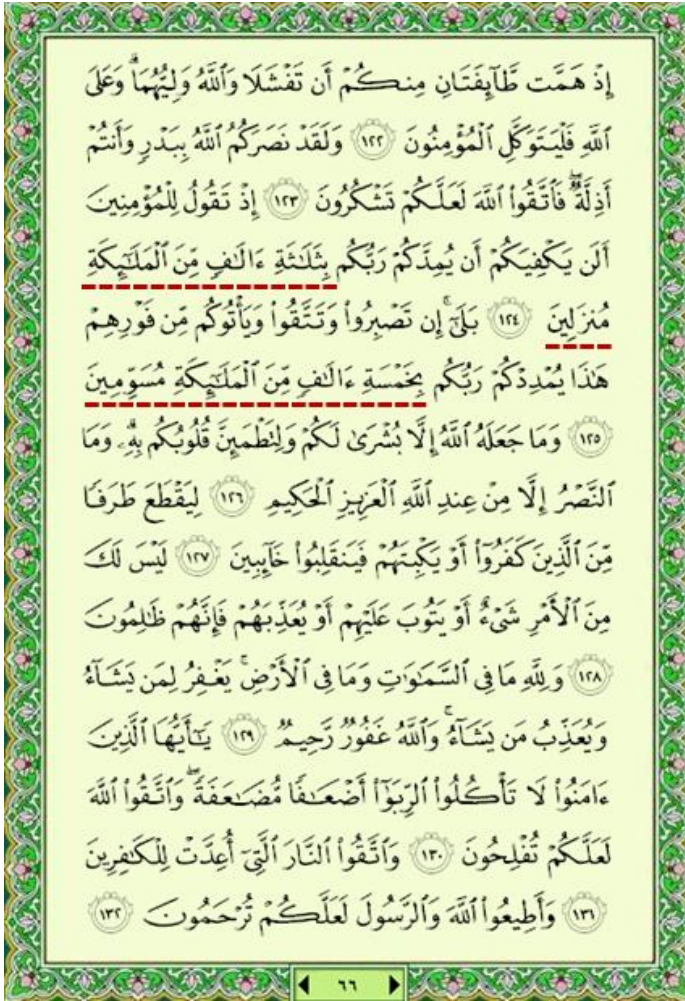 إِذْ هَمَّت طَّآئِفَتَانِ مِنكُمْ أَن تَفْشَلَا وَٱللَّهُ وَلِيُّهُمَا ۗ وَعَلَى
ٱللَّهِ فَلْيَتَوَكَّلِ ٱلْمُؤْمِنُونَ ١٢٢ وَلَقَدْ نَصَرَكُمُ ٱللَّهُ بِبَدْرٍ وَأَنتُمْ
أَذِلَّةٌ ۖ فَٱتَّقُوا۟ ٱللَّهَ لَعَلَّكُمْ تَشْكُرُونَ ١٢٣ إِذْ تَقُولُ لِلْمُؤْمِنِينَ
أَلَن يَكْفِيَكُمْ أَن يُمِدَّكُمْ رَبُّكُم بِثَلَـٰثَةِ ءَالَـٰفٍ مِّنَ ٱلْمَلَـٰٓئِكَةِ
مُنزَلِينَ ١٢٤ بَلَىٰٓ ۚ إِن تَصْبِرُوا۟ وَتَتَّقُوا۟ وَيَأْتُوكُم مِّن فَوْرِهِمْ
هَـٰذَا يُمْدِدْكُمْ رَبُّكُم بِخَمْسَةِ ءَالَـٰفٍ مِّنَ ٱلْمَلَـٰٓئِكَةِ مُسَوِّمِينَ
١٢٥ وَمَا جَعَلَهُ ٱللَّهُ إِلَّا بُشْرَىٰ لَكُمْ وَلِتَطْمَئِنَّ قُلُوبُكُم بِهِۦ ۗ وَمَا
ٱلنَّصْرُ إِلَّا مِنْ عِندِ ٱللَّهِ ٱلْعَزِيزِ ٱلْحَكِيمِ ١٢٦ لِيَقْطَعَ طَرَفًا
مِّنَ ٱلَّذِينَ كَفَرُوٓا۟ أَوْ يَكْبِتَهُمْ فَيَنقَلِبُوا۟ خَآئِبِينَ ١٢٧ لَيْسَ لَكَ
مِنَ ٱلْأَمْرِ شَىْءٌ أَوْ يَتُوبَ عَلَيْهِمْ أَوْ يُعَذِّبَهُمْ فَإِنَّهُمْ ظَـٰلِمُونَ
١٢٨ وَلِلَّهِ مَا فِى ٱلسَّمَـٰوَٰتِ وَمَا فِى ٱلْأَرْضِ ۚ يَغْفِرُ لِمَن يَشَآءُ
وَيُعَذِّبُ مَن يَشَآءُ ۚ وَٱللَّهُ غَفُورٌ رَّحِيمٌ ١٢٩ يَـٰٓأَيُّهَا ٱلَّذِينَ
ءَامَنُوا۟ لَا تَأْكُلُوا۟ ٱلرِّبَوٰٓا۟ أَضْعَـٰفًا مُّضَـٰعَفَةً ۖ وَٱتَّقُوا۟ ٱللَّهَ
لَعَلَّكُمْ تُفْلِحُونَ ١٣٠ وَٱتَّقُوا۟ ٱلنَّارَ ٱلَّتِىٓ أُعِدَّتْ لِلْكَـٰفِرِينَ
١٣١ وَأَطِيعُوا۟ ٱللَّهَ وَٱلرَّسُولَ لَعَلَّكُمْ تُرْحَمُونَ ١٣٢
٦٦